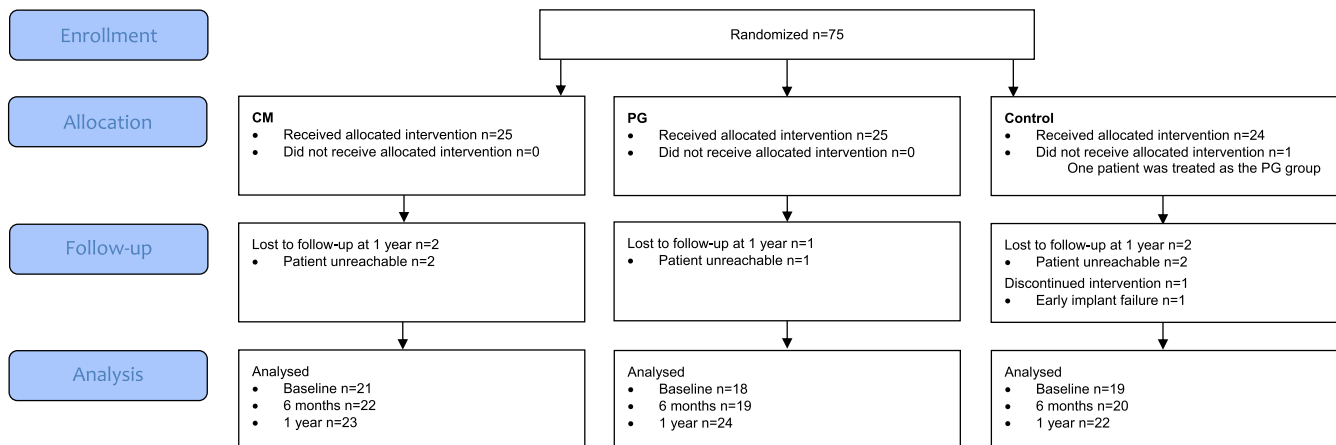 Enrollment
Randomized n=75
Allocation
CM
• Received allocated intervention n=25
• Did not receive allocated intervention n=0
PG
• Received allocated intervention n=25
• Did not receive allocated intervention n=0
Control
• Received allocated intervention n=24
• Did not receive allocated intervention n=1
One patient was treated as the PG group
Follow-up
Lost to follow-up at 1 year n=2
• Patient unreachable n=2
Lost to follow-up at 1 year n=1
• Patient unreachable n=1
Lost to follow-up at 1 year n=2
• Patient unreachable n=2
Discontinued intervention n=1
• Early implant failure n=1
Analysis
Analysed
• Baseline n=21
• 6 months n=22
• 1 year n=23
Analysed
• Baseline n=18
• 6 months n=19
• 1 year n=24
Analysed
• Baseline n=19
• 6 months n=20
• 1 year n=22